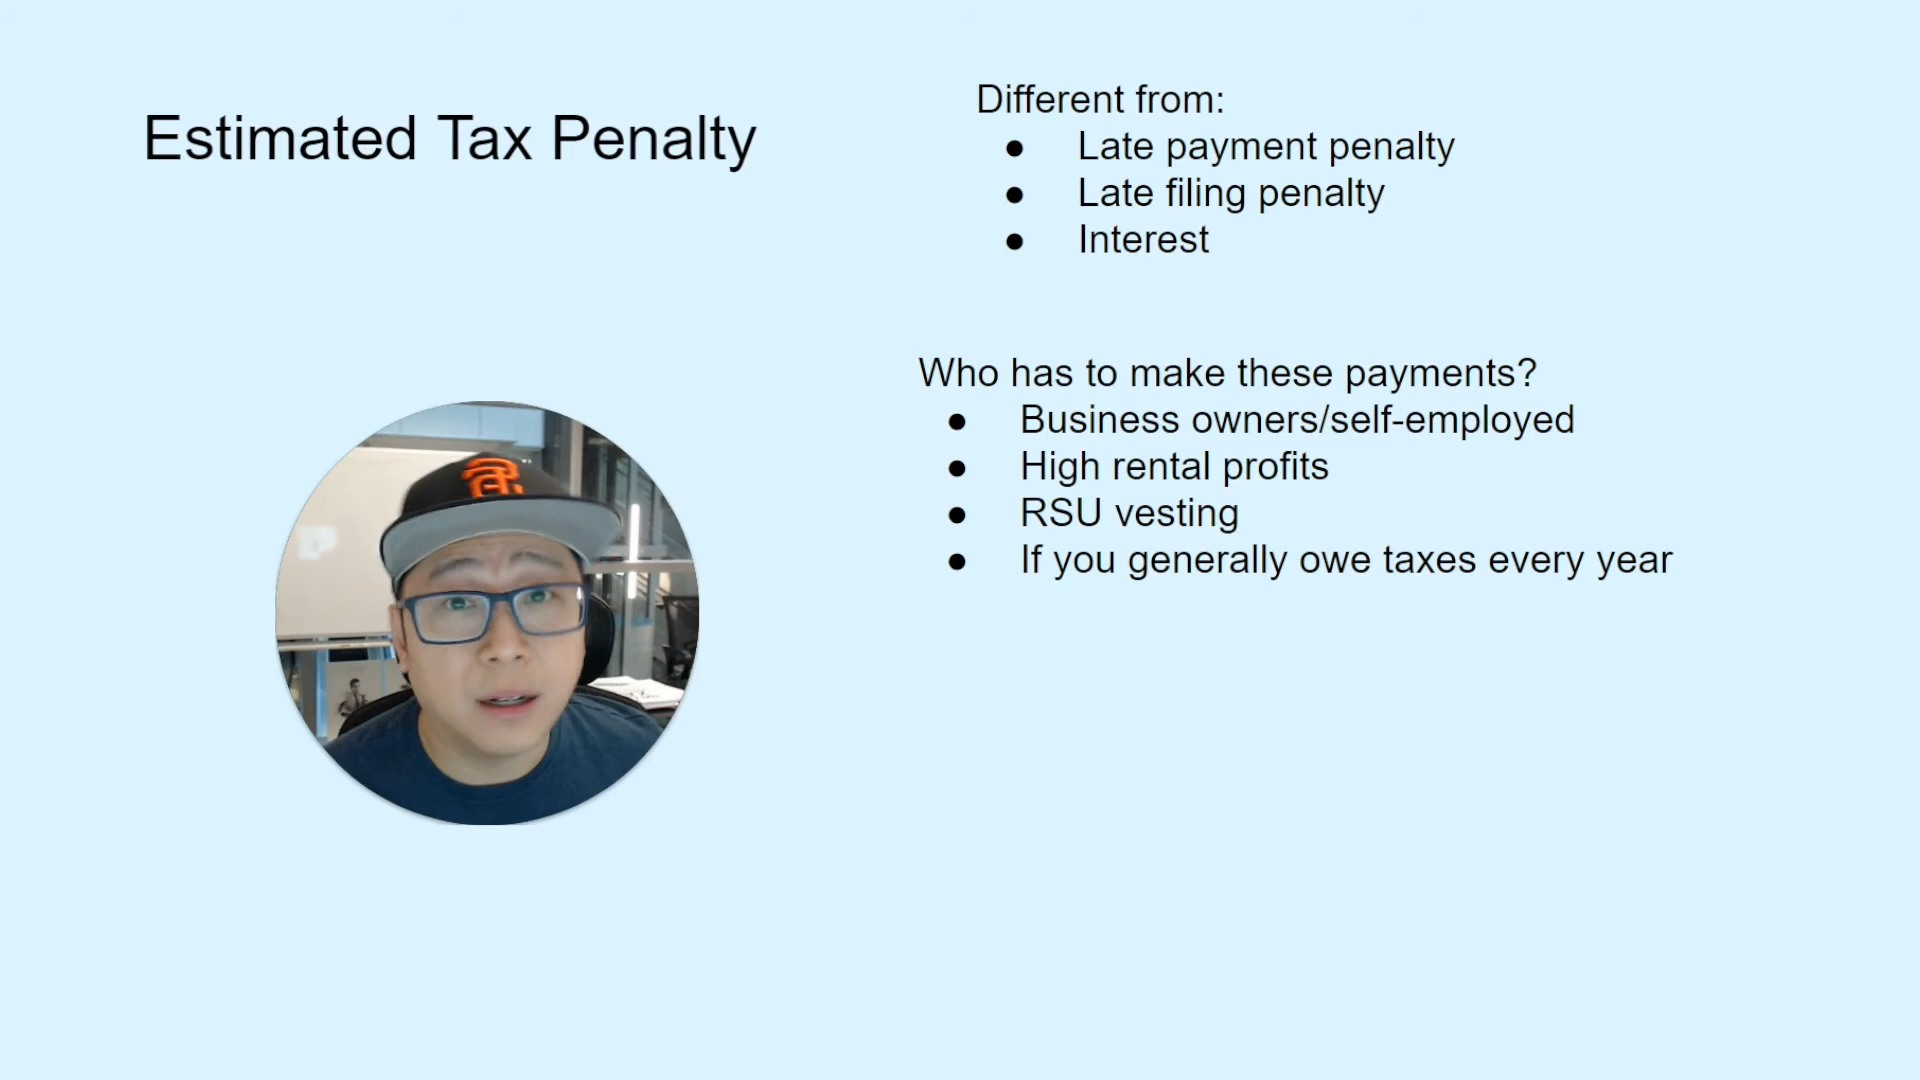 Estimated Tax Penalty
Different from:
● Late payment penalty
● Late filing penalty
● Interest
Who has to make these payments?
● Business owners/self-employed
● High rental profits
● RSU vesting
● If you generally owe taxes every year